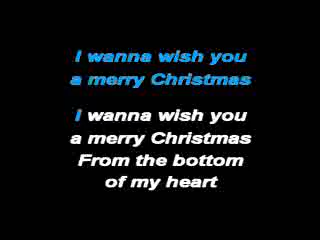 I wanna wish you
a merry Christmas
I wanna wish you
a merry Christmas
From the bottom
of my heart